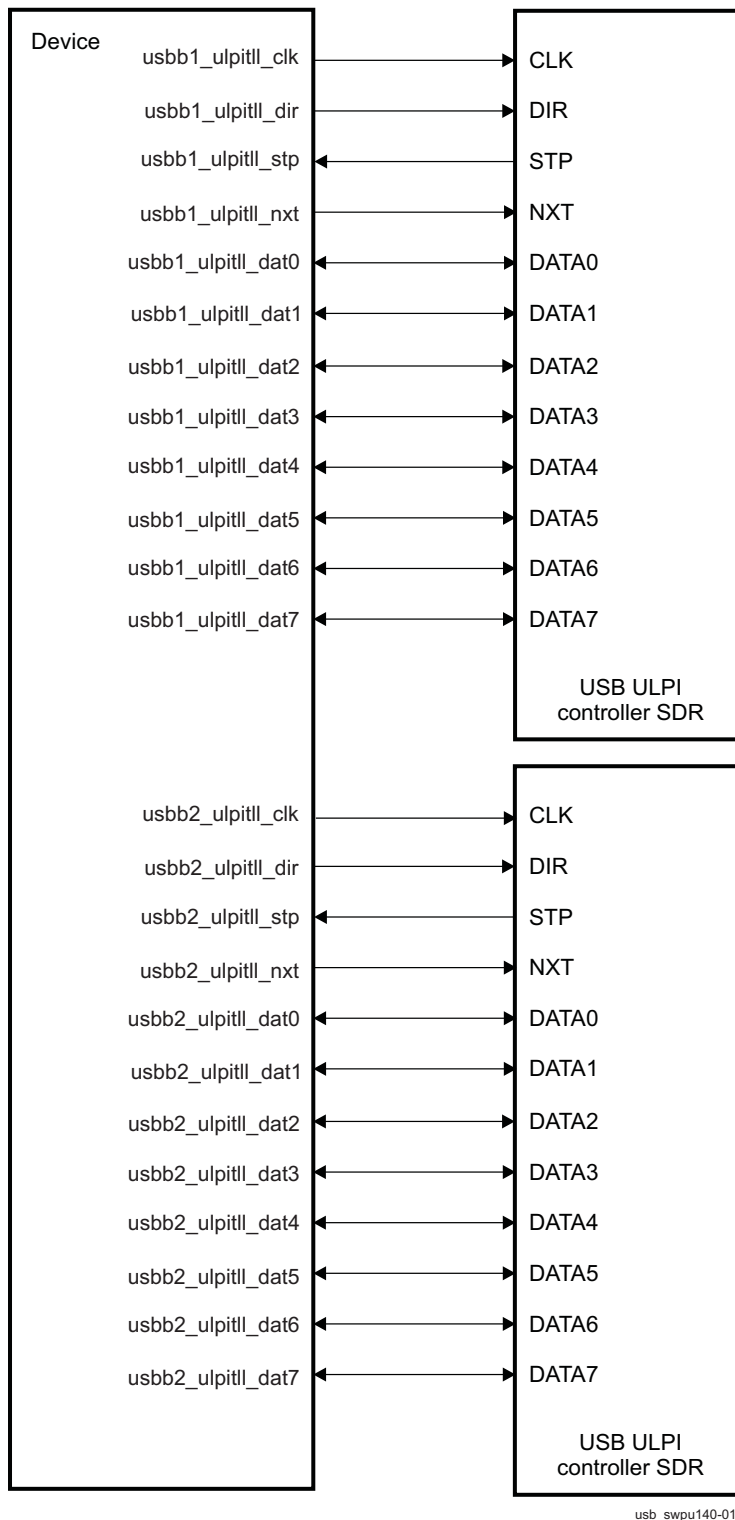 Device
usbb1_ulpitll_clk CLK
usbb1_ulpitll_dir DIR
usbb1_ulpitll_stp STP
usbb1_ulpitll_nxt NXT
usbb1_ulpitll_dat0 DATA0
usbb1_ulpitll_dat1 DATA1
usbb1_ulpitll_dat2 DATA2
usbb1_ulpitll_dat3 DATA3
usbb1_ulpitll_dat4 DATA4
usbb1_ulpitll_dat5 DATA5
usbb1_ulpitll_dat6 DATA6
usbb1_ulpitll_dat7 DATA7
USB ULPI
controller SDR
usbb2_ulpitll_clk CLK
usbb2_ulpitll_dir DIR
usbb2_ulpitll_stp STP
usbb2_ulpitll_nxt NXT
usbb2_ulpitll_dat0 DATA0
usbb2_ulpitll_dat1 DATA1
usbb2_ulpitll_dat2 DATA2
usbb2_ulpitll_dat3 DATA3
usbb2_ulpitll_dat4 DATA4
usbb2_ulpitll_dat5 DATA5
usbb2_ulpitll_dat6 DATA6
usbb2_ulpitll_dat7 DATA7
USB ULPI
controller SDR
usb_swpu140-01